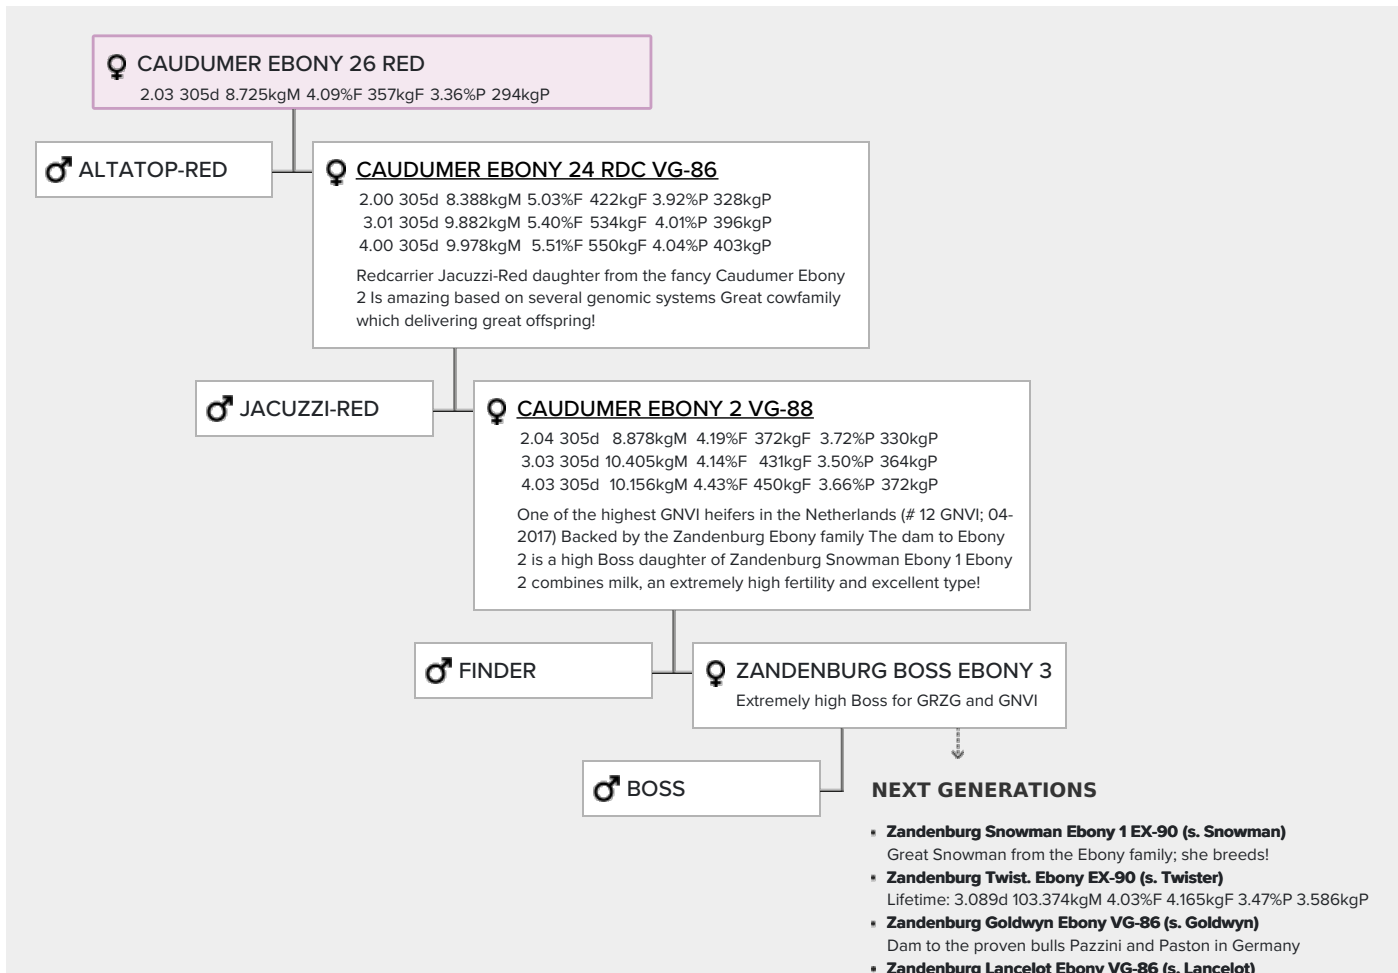 CAUDUMER EBONY 26 RED
2.03 305d 8.725kgM 4.09%F 357kgF 3.36%P 294kgP
ALTATOP-RED
CAUDUMER EBONY 24 RDC VG-86
2.00 305d 8.388kgM 5.03%F 422kgF 3.92%P 328kgP
3.01 305d 9.882kgM 5.40%F 534kgF 4.01%P 396kgP
4.00 305d 9.978kgM 5.51%F 550kgF 4.04%P 403kgP
Redcarrier Jacuzzi-Red daughter from the fancy Caudumer Ebony
2 Is amazing based on several genomic systems Great cowfamily
which delivering great offspring!
JACUZZI-RED
CAUDUMER EBONY 2 VG-88
2.04 305d 8.878kgM 4.19%F 372kgF 3.72%P 330kgP
3.03 305d 10.405kgM 4.14%F 431kgF 3.50%P 364kgP
4.03 305d 10.156kgM 4.43%F 450kgF 3.66%P 372kgP
One of the highest GNVI heifers in the Netherlands (# 12 GNVI; 04-
2017) Backed by the Zandenburg Ebony family The dam to Ebony
2 is a high Boss daughter of Zandenburg Snowman Ebony 1 Ebony
2 combines milk, an extremely high fertility and excellent type!
FINDER
ZANDENBURG BOSS EBONY 3
Extremely high Boss for GRZG and GNVI
BOSS
NEXT GENERATIONS
Zandenburg Snowman Ebony 1 EX-90 (s. Snowman)
Great Snowman from the Ebony family; she breeds!
Zandenburg Twist. Ebony EX-90 (s. Twister)
Lifetime: 3.089d 103.374kgM 4.03%F 4.165kgF 3.47%P 3.586kgP
Zandenburg Goldwyn Ebony VG-86 (s. Goldwyn)
Dam to the proven bulls Pazzini and Paston in Germany
Zandenburg Lancelot Ebony VG-86 (s. Lancelot)